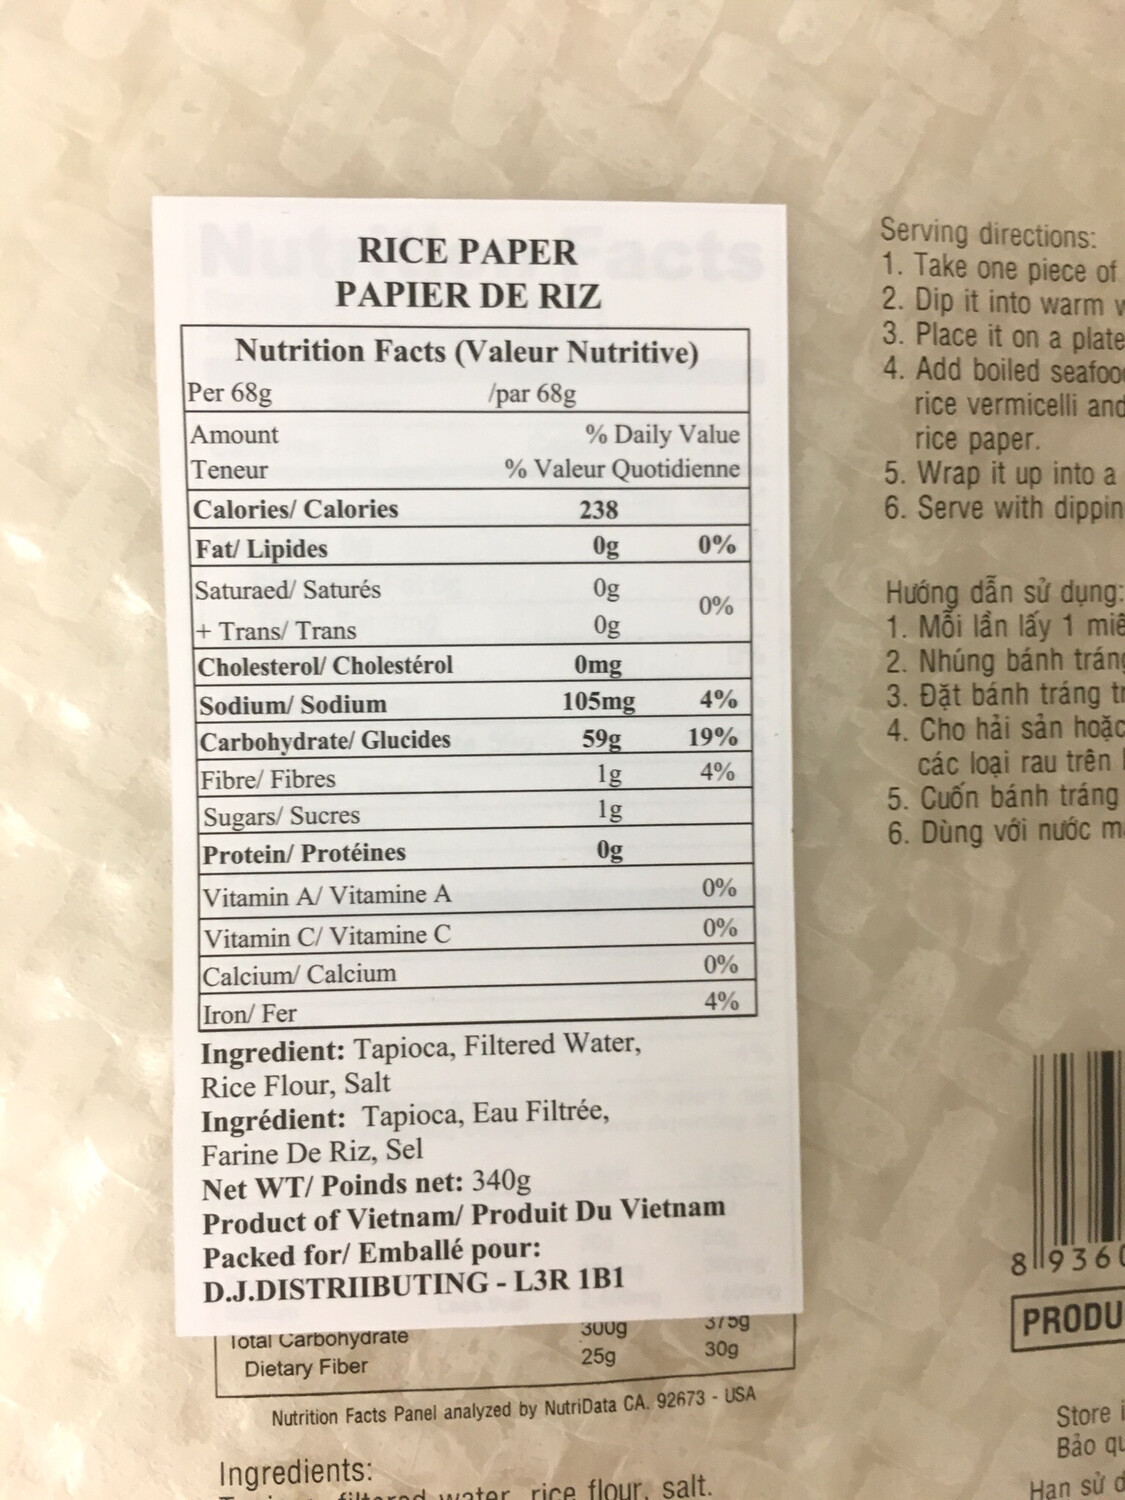 RICE PAPER
PAPIER DE RIZ
Nutrition Facts (Valeur Nutritive)
Per 68g /par 68g
Amount % Daily Value
Teneur % Valeur Quotidienne
Calories/ Calories 238
Fat/ Lipides 0g 0%
Saturaed/ Saturés 0g
0%
+ Trans/ Trans 0g
Cholesterol/ Cholestérol 0mg
Sodium/ Sodium 105mg 4%
Carbohydrate/ Glucides 59g 19%
Fibre/ Fibres 1g 4%
Sugars/ Sucres 1g
Protein/ Protéines 0g
Vitamin A/ Vitamine A 0%
Vitamin C/ Vitamine C 0%
Calcium/ Calcium 0%
Iron/ Fer 4%
Ingredient: Tapioca, Filtered Water,
Rice Flour, Salt
Ingrédient: Tapioca, Eau Filtrée,
Farine De Riz, Sel
Net WT/ Poinds net: 340g
Product of Vietnam/ Produit Du Vietnam
Packed for/ Emballé pour:
D.J.DISTRIIBUTING - L3R 1B1
Total Carbohydrate 300g 375g
Dietary Fiber 25g 30g
Nutrition Facts Panel analyzed by NutriData CA. 92673 - USA
Ingredients:
filtered water, rice flour, salt.
Serving directions:
1. Take one piece of
2. Dip it into warm
3. Place it on a plate
4. Add boiled
rice vermicelli and
rice paper.
5. Wrap it up into a
6. Serve with
Hướng dẫn sử dụng:
1. Mỗi lần lấy 1
2. Nhúng bánh tráng
3. Đặt bánh tráng
4. Cho hải sản hoặc
các loại rau trên
5. Cuốn bánh tráng
6. Dùng với nước
8 9360
PRODU
Store
Bảo
Hạn sử